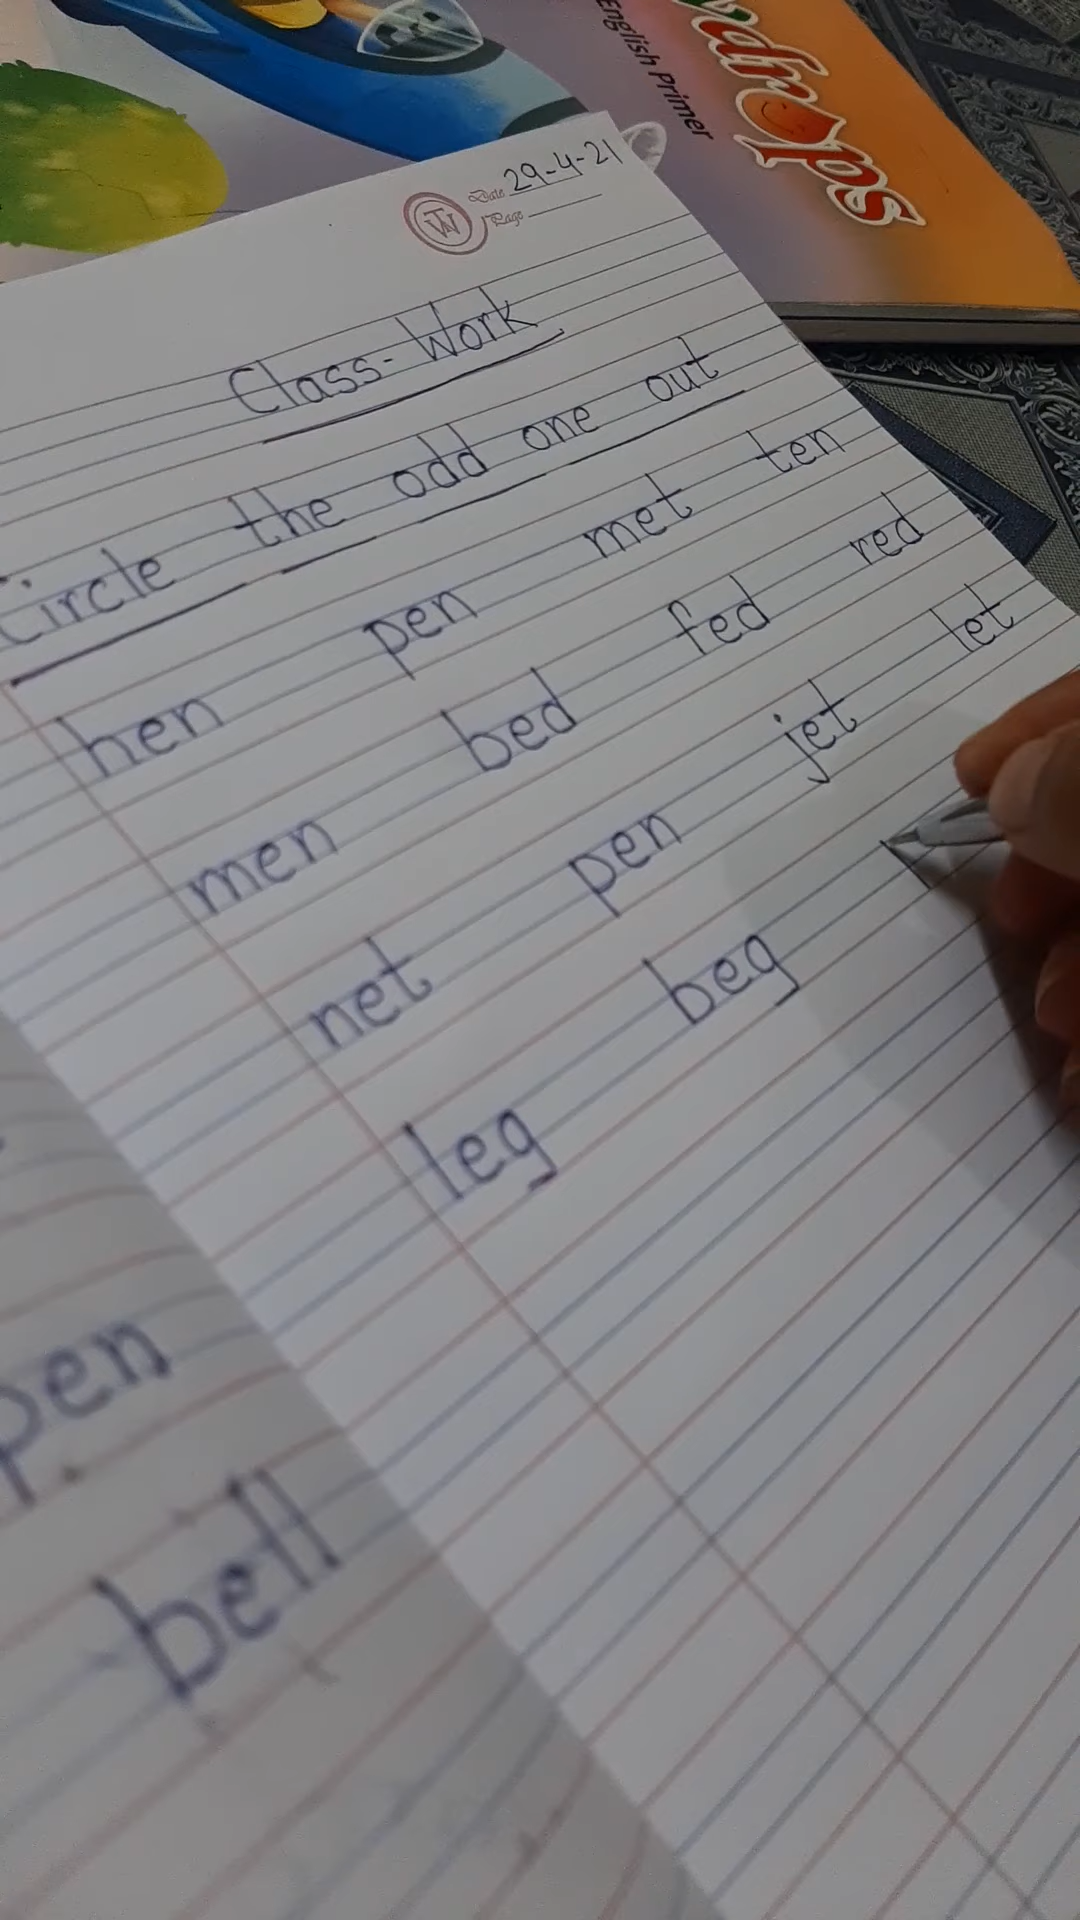 ndrops
English Primer
Date 29-4-21
Page
Class-Work
Circle the odd one out
hen pen met ten
men bed fed red
net pen jet let
leg beg
pen
bell